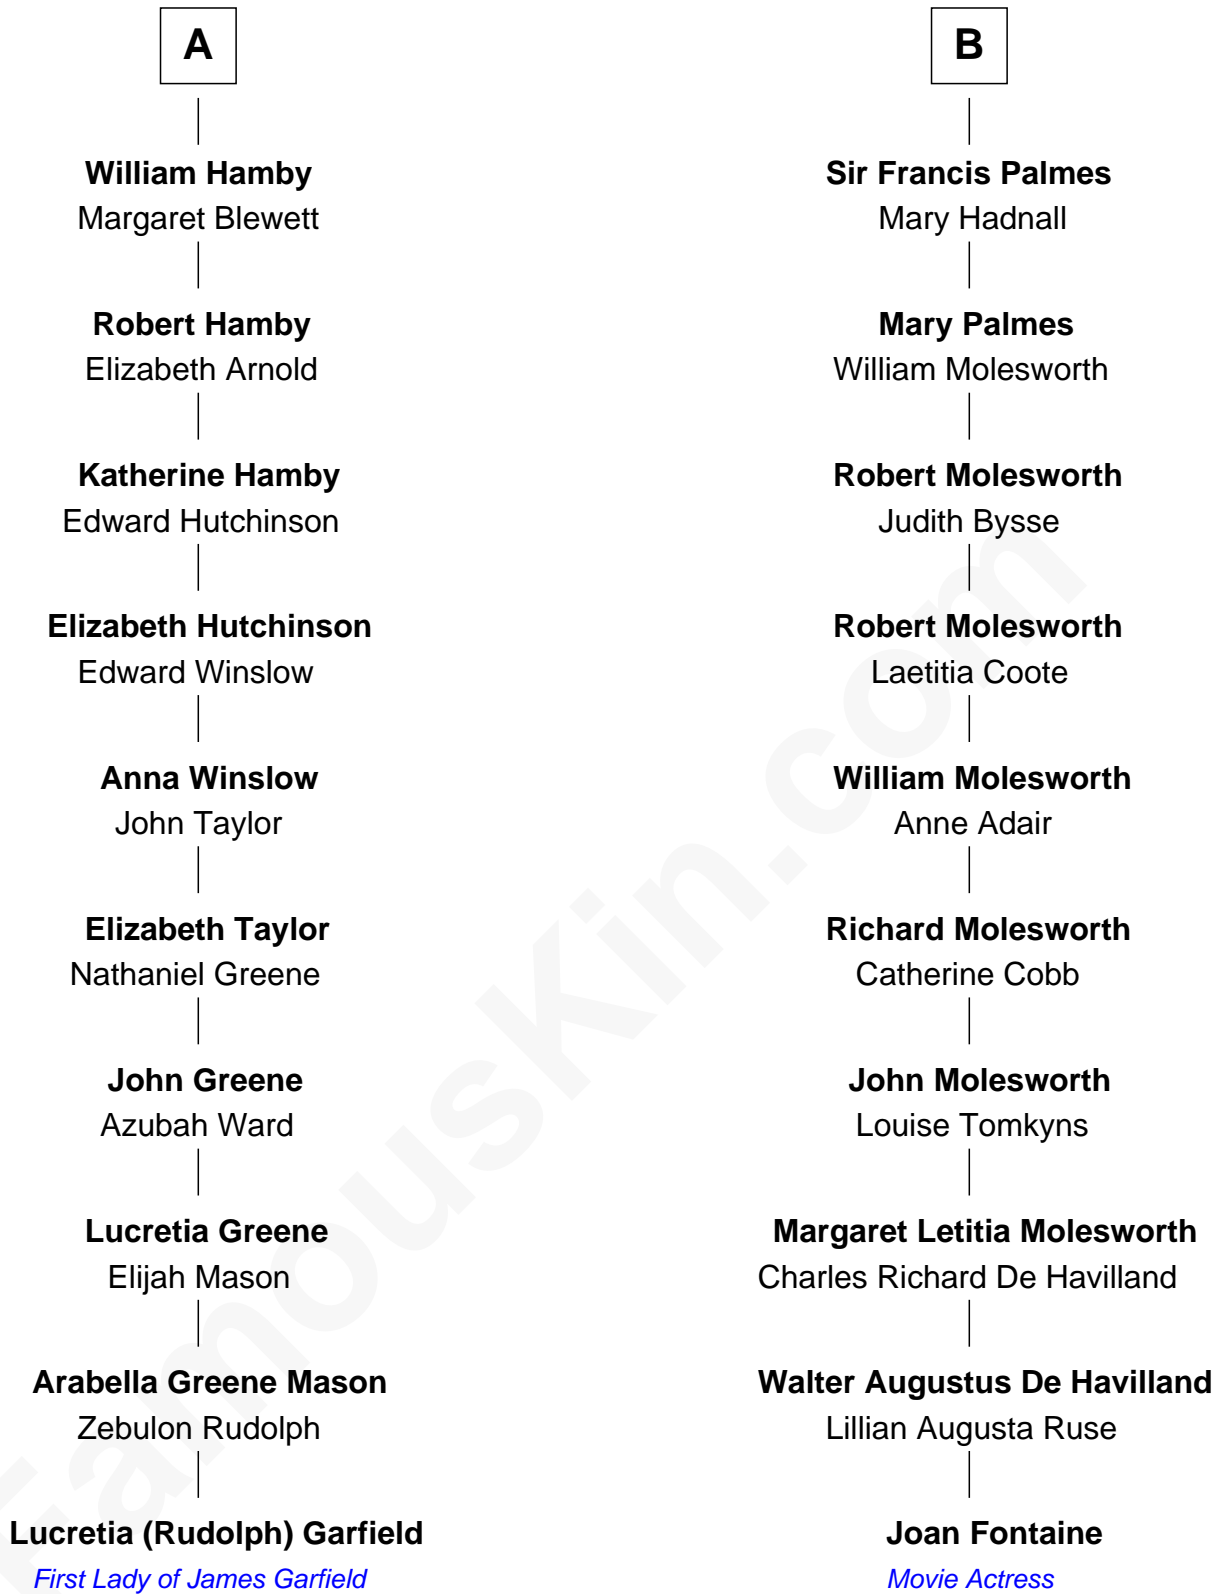 A
William Hamby
Margaret Blewett
Robert Hamby
Elizabeth Arnold
Katherine Hamby
Edward Hutchinson
Elizabeth Hutchinson
Edward Winslow
Anna Winslow
John Taylor
Elizabeth Taylor
Nathaniel Greene
John Greene
Azubah Ward
Lucretia Greene
Elijah Mason
Arabella Greene Mason
Zebulon Rudolph
Lucretia (Rudolph) Garfield
First Lady of James Garfield
B
Sir Francis Palmes
Mary Hadnall
Mary Palmes
William Molesworth
Robert Molesworth
Judith Bysse
Robert Molesworth
Laetitia Coote
William Molesworth
Anne Adair
Richard Molesworth
Catherine Cobb
John Molesworth
Louise Tomkyns
Margaret Letitia Molesworth
Charles Richard De Havilland
Walter Augustus De Havilland
Lillian Augusta Ruse
Joan Fontaine
Movie Actress
FamousKin.com